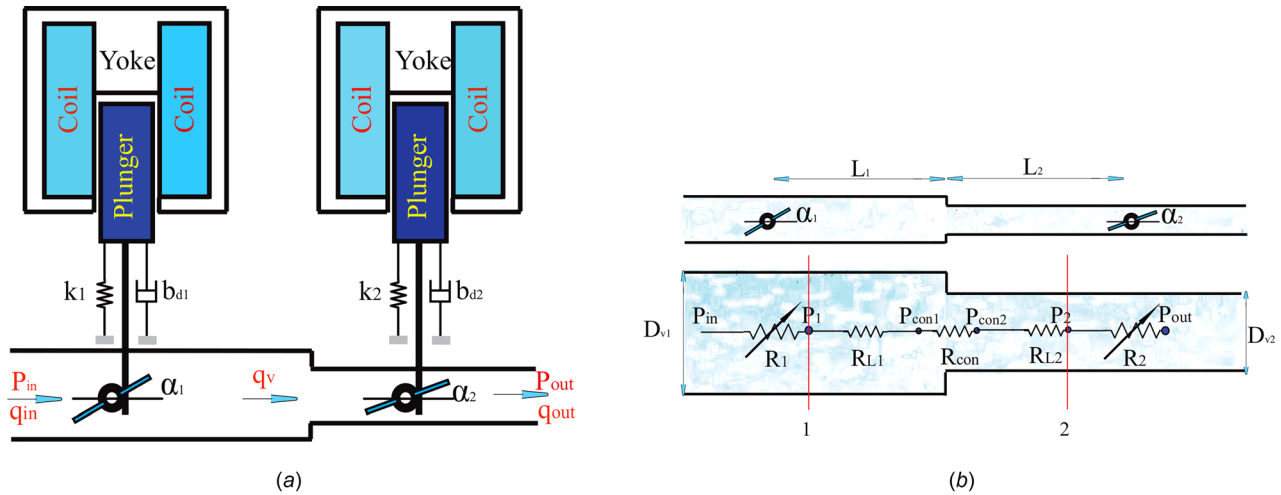 Yoke
Coil
Coil
Plunger
k1
bd1
Pin
qin
α1
qv
Yoke
Coil
Coil
Plunger
k2
bd2
α2
Pout
qout
(a)
L1
L2
α1
α2
Dv1
Pin
R1
P1
RL1
Pcon1
Rcon
Pcon2
RL2
P2
R2
Pout
Dv2
1
2
(b)